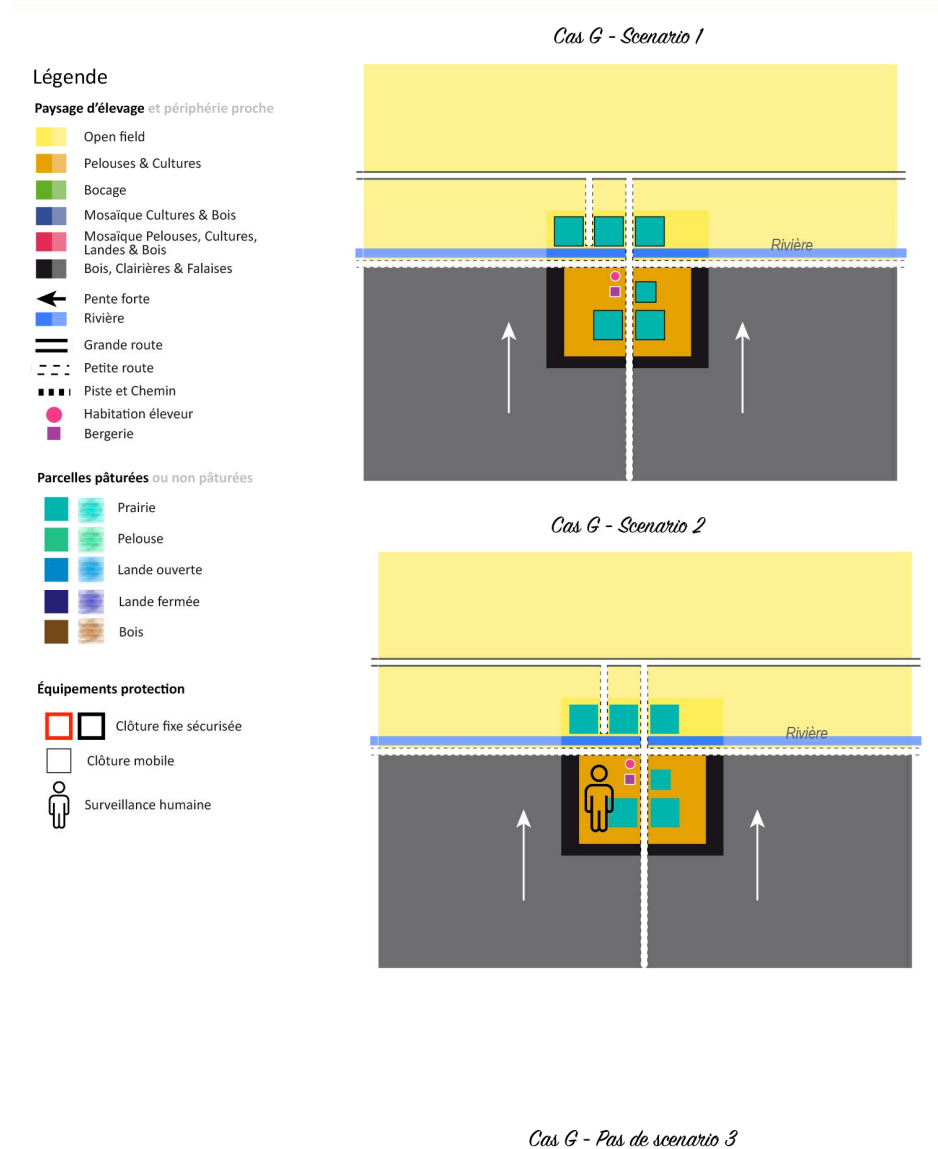 Cas G - Scenario 1
Légende
Paysage d'élevage et périphérie proche
Open field
Pelouses & Cultures
Bocage
Mosaïque Cultures & Bois
Mosaïque Pelouses, Cultures,
Landes & Bois
Bois, Clairières & Falaises
Pente forte
Rivière
Grande route
Petite route
Piste et Chemin
Habitation éleveur
Bergerie
Rivière
Parcelles pâturées ou non pâturées
Prairie
Pelouse
Lande ouverte
Lande fermée
Bois
Équipements protection
Clôture fixe sécurisée
Clôture mobile
Surveillance humaine
Cas G - Scenario 2
Rivière
Cas G - Pas de scenario 3